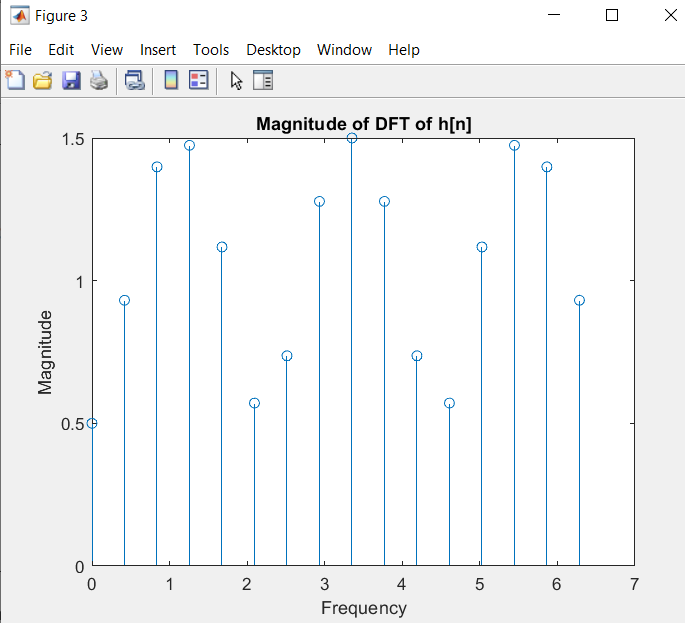 Figure 3
File Edit View Insert Tools Desktop Window Help
Magnitude of DFT of h[n]
1.5
1
0.5
0
Magnitude
0 1 2 3 4 5 6 7
Frequency